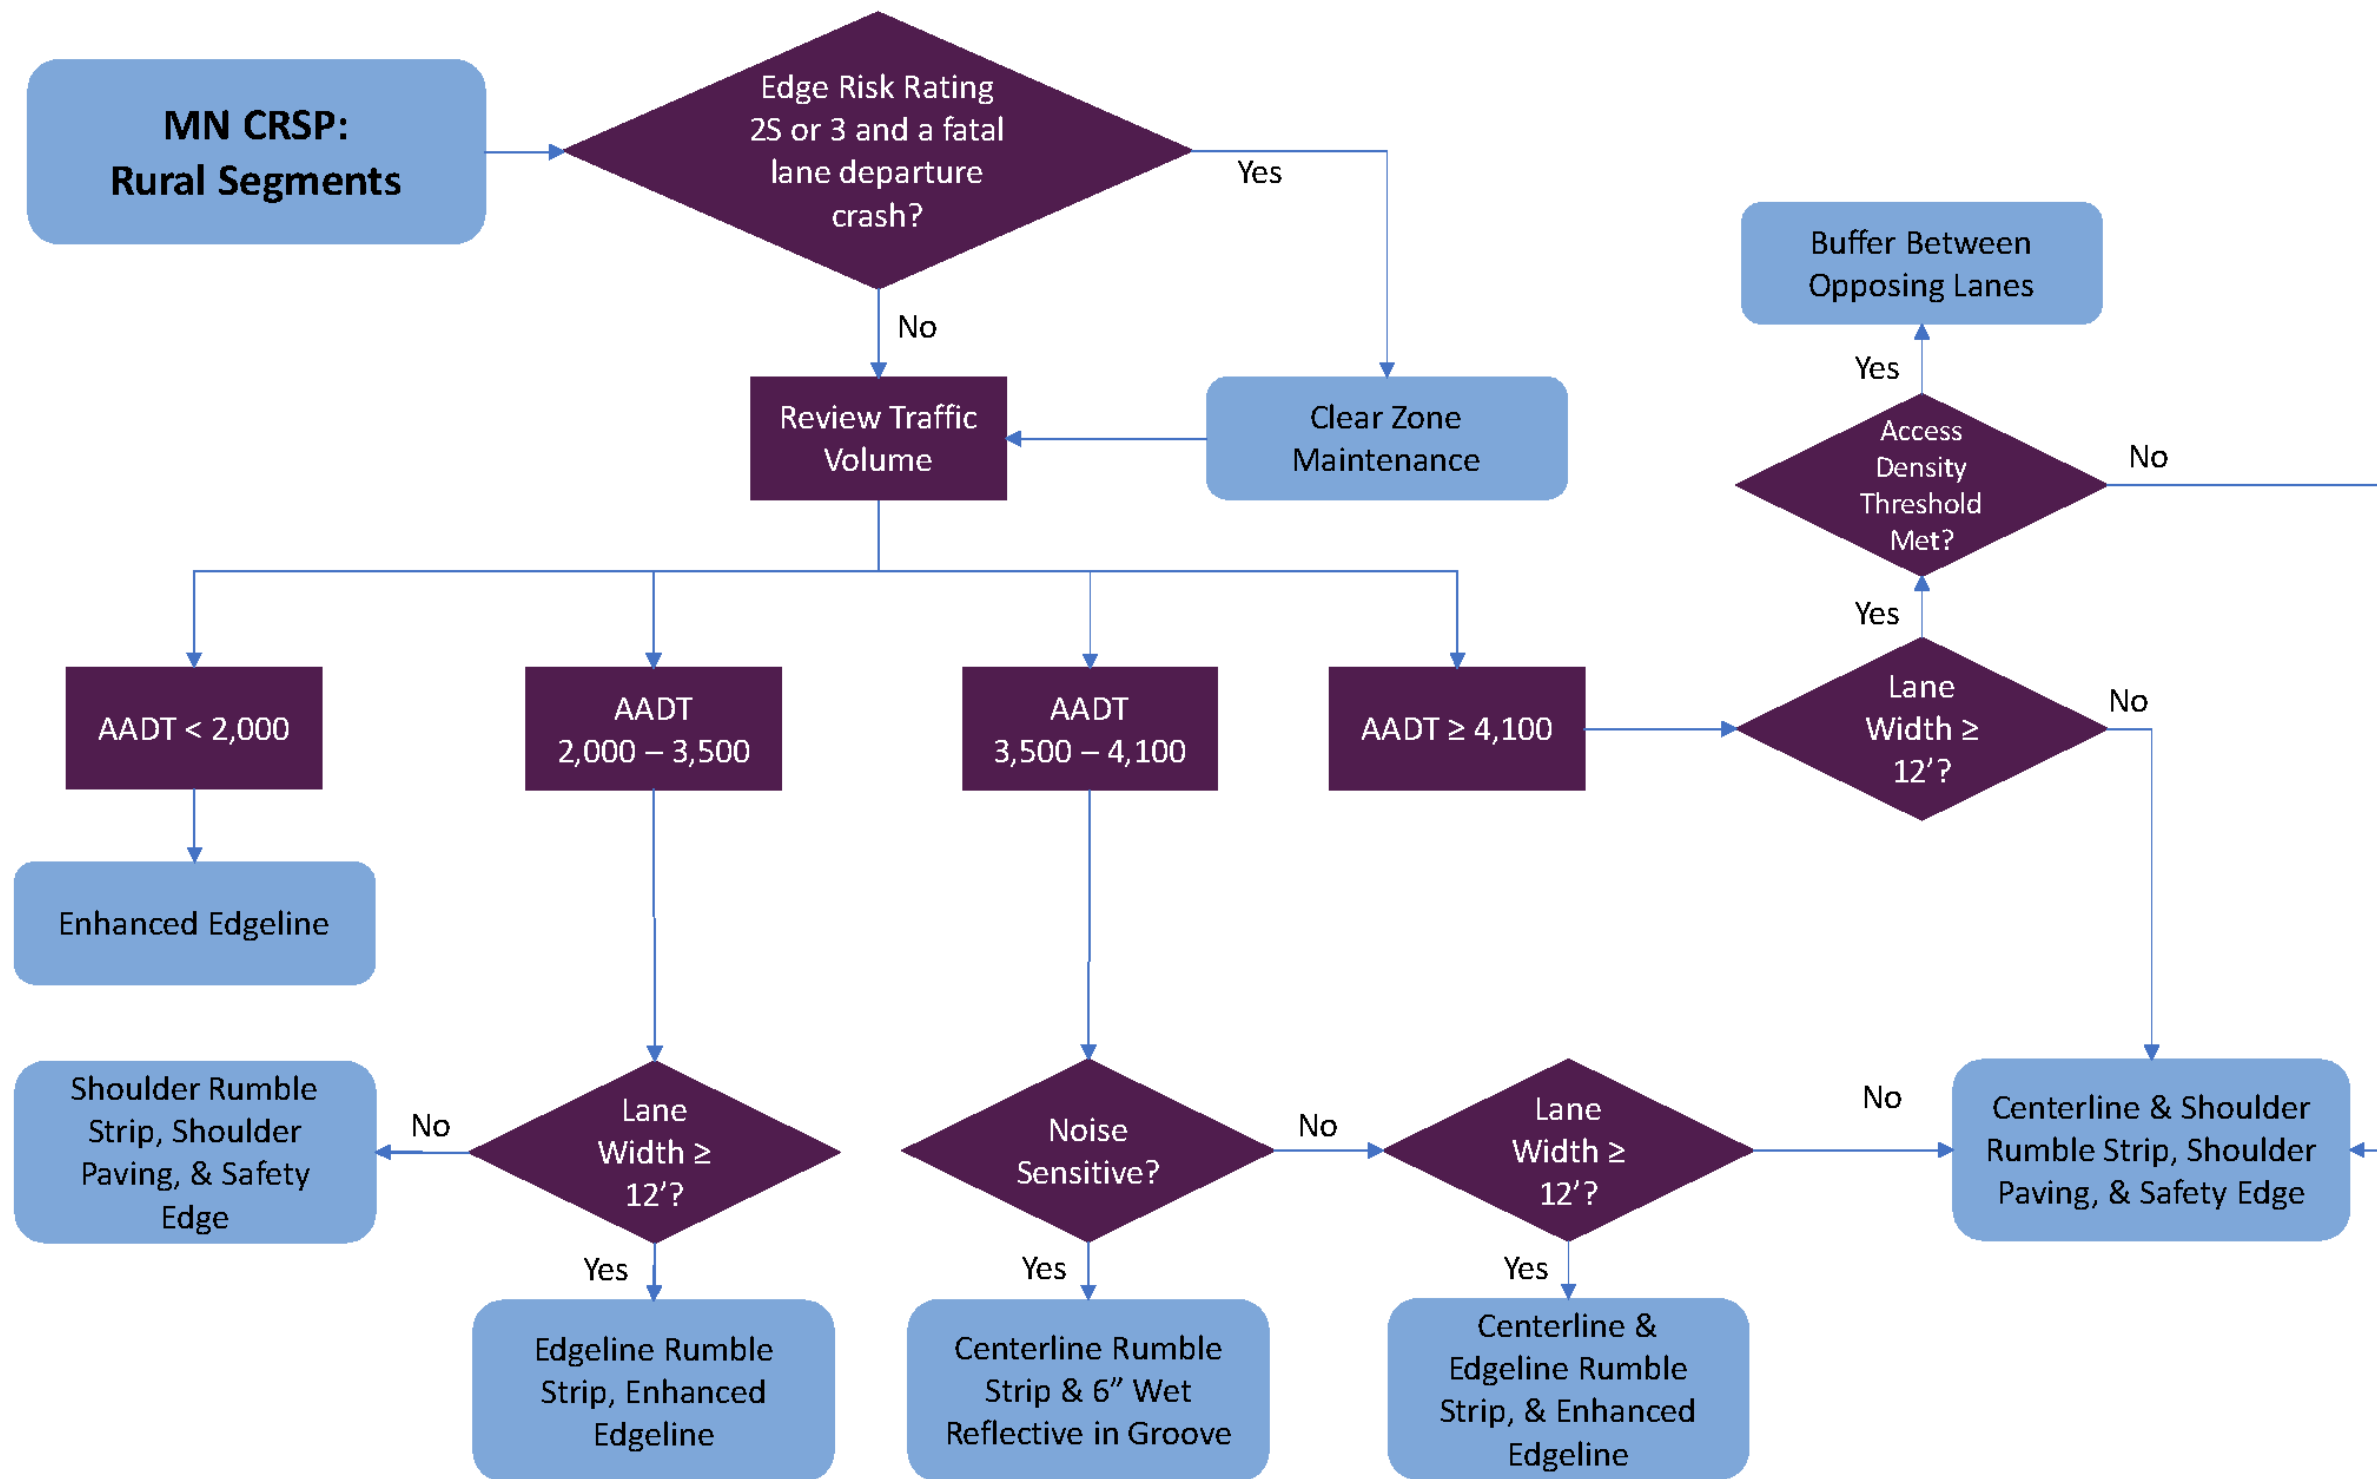 MN CRSP:
Rural Segments
Edge Risk Rating
2S or 3 and a fatal
lane departure
crash?
Yes
No
Review Traffic
Volume
Clear Zone
Maintenance
Buffer Between
Opposing Lanes
Yes
Access
Density
Threshold
Met?
No
Yes
AADT < 2,000
AADT
2,000 – 3,500
AADT
3,500 – 4,100
AADT ≥ 4,100
Lane
Width ≥
12’?
No
Enhanced Edgeline
Shoulder Rumble
Strip, Shoulder
Paving, & Safety
Edge
No
Lane
Width ≥
12’?
Yes
Noise
Sensitive?
No
Yes
Lane
Width ≥
12’?
No
Yes
Centerline & Shoulder
Rumble Strip, Shoulder
Paving, & Safety Edge
Edgeline Rumble
Strip, Enhanced
Edgeline
Centerline Rumble
Strip & 6” Wet
Reflective in Groove
Centerline &
Edgeline Rumble
Strip, & Enhanced
Edgeline